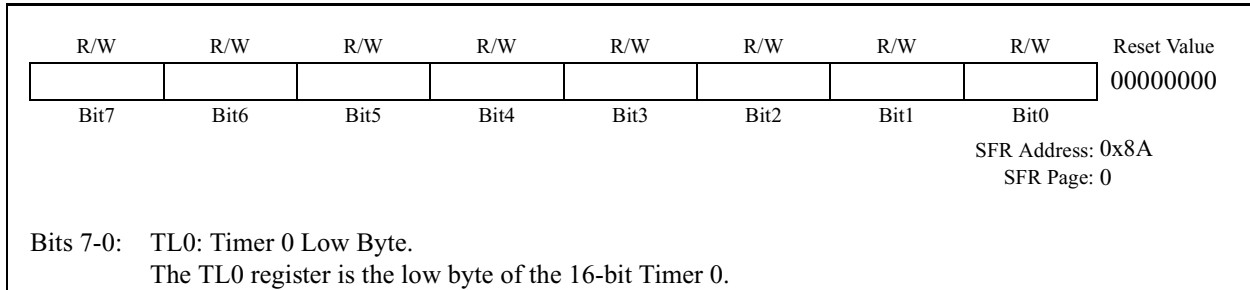 R/W R/W R/W R/W R/W R/W R/W R/W Reset Value
00000000
Bit7 Bit6 Bit5 Bit4 Bit3 Bit2 Bit1 Bit0
SFR Address: 0x8A
SFR Page: 0
Bits 7-0: TL0: Timer 0 Low Byte.
The TL0 register is the low byte of the 16-bit Timer 0.